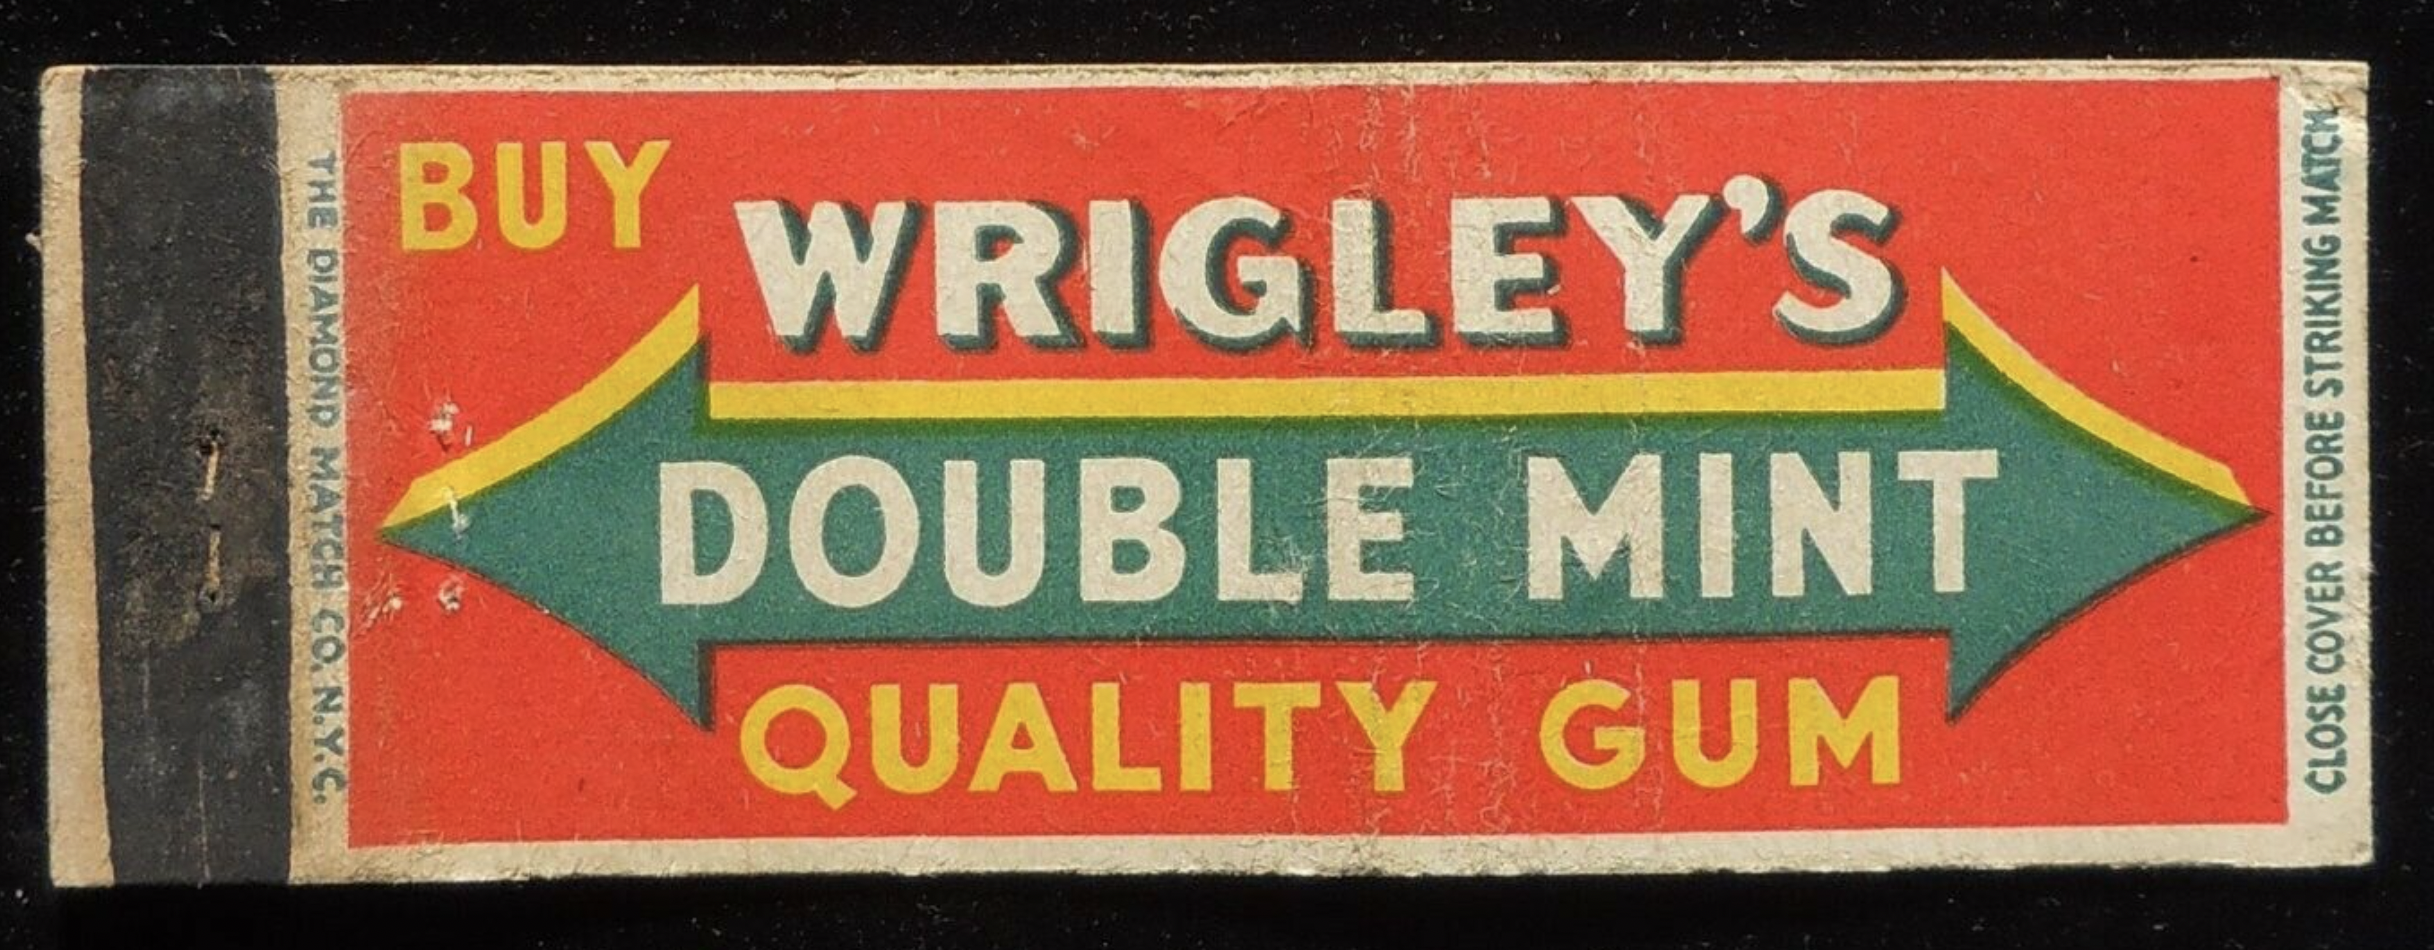 BUY
WRIGLEY'S
DOUBLE MINT
QUALITY GUM
THE DIAMOND MATCH CO. N.Y.C.
CLOSE COVER BEFORE STRIKING MATCH